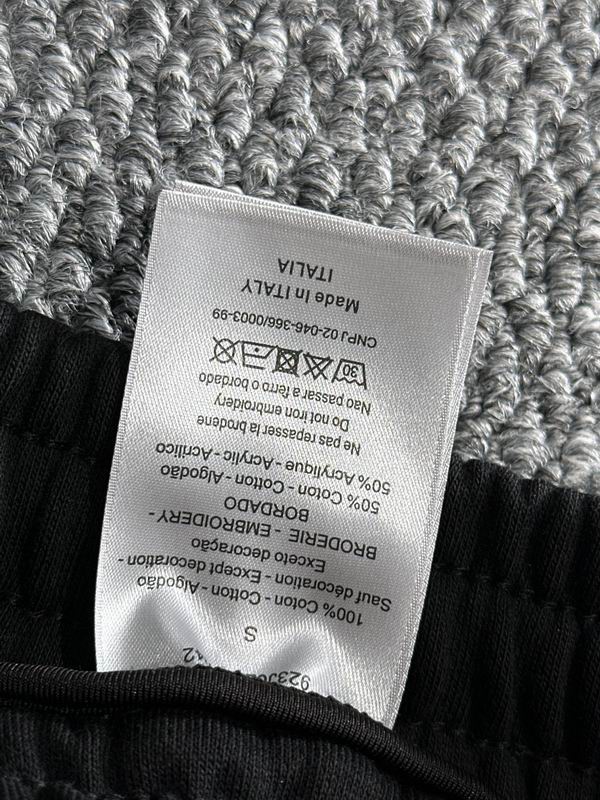 S
100% Coton - Cotton - Algodão
Sauf décoration - Except decoration -
Exceto decoração
BRODERIE - EMBROIDERY -
BORDADO
50% Coton - Cotton - Algodão
50% Acrylique - Acrylic - Acrílico
Ne pas repasser la broderie
Do not iron embroidery
Nao passar a ferro o bordado
30
CNPJ 02-046-366/0003-99
Made In ITALY
ITALIA